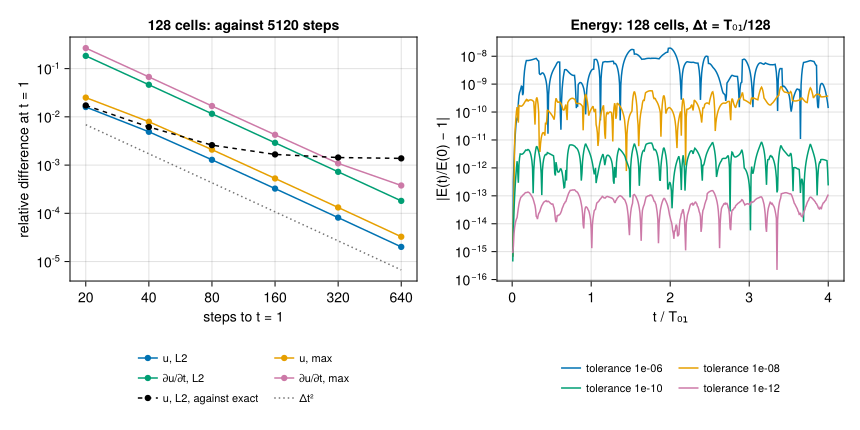 128 cells: against 5120 steps
relative difference at t = 1
10⁻¹
10⁻²
10⁻³
10⁻⁴
10⁻⁵
20 40 80 160 320 640
steps to t = 1
u, L2
u, max
∂u/∂t, L2
∂u/∂t, max
u, L2, against exact
Δt²
Energy: 128 cells, Δt = T₀₁/128
|E(t)/E(0) − 1|
10⁻⁸
10⁻⁹
10⁻¹⁰
10⁻¹¹
10⁻¹²
10⁻¹³
10⁻¹⁴
10⁻¹⁵
10⁻¹⁶
0 1 2 3 4
t / T₀₁
tolerance 1e-06
tolerance 1e-08
tolerance 1e-10
tolerance 1e-12